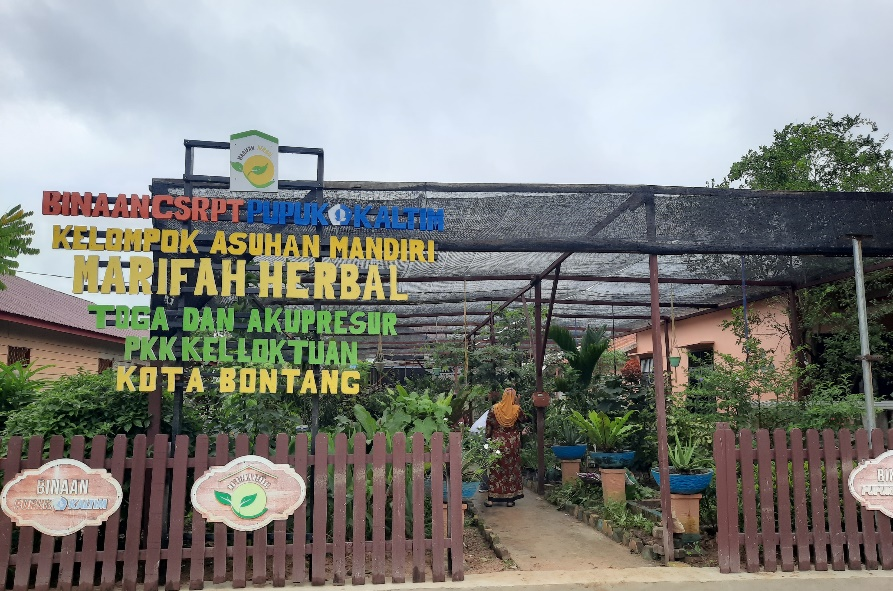 BINAAN CSR PT PUPUK KALTIM
KELOMPOK ASUHAN MANDIRI
MARIFAH HERBAL
TOGA DAN AKUPRESUR
PKK KEL LOKTUAN
KOTA BONTANG
BINAAN
KALTIM